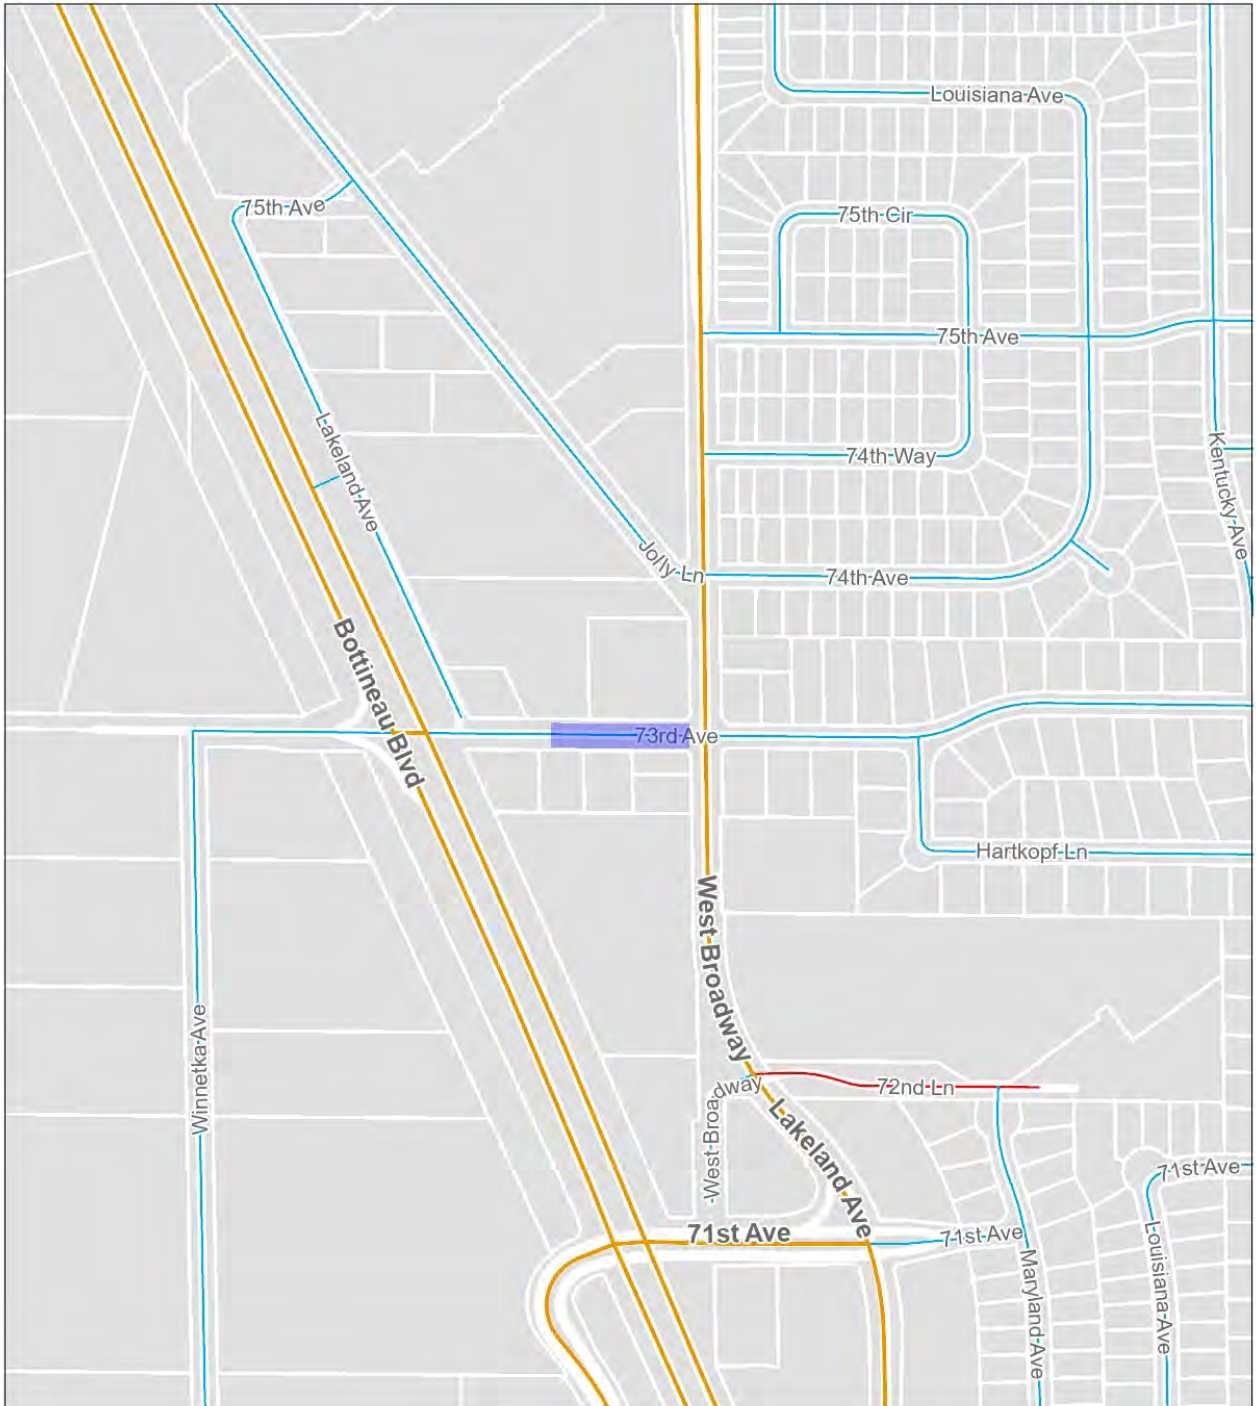 Louisiana Ave
75th Ave
75th Cir
75th Ave
Lakeland Ave
74th Way
Kentucky Ave
Jolly Ln
74th Ave
Bottineau Blvd
73rd Ave
Hartkopf Ln
West Broadway
Winnetka Ave
72nd Ln
West Broadway
Lakeland Ave
71st Ave
71st Ave
71st Ave
Maryland Ave
Louisiana Ave